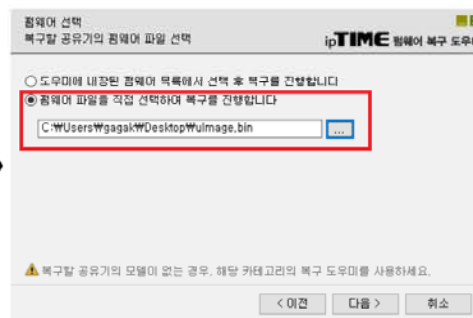 펌웨어 선택
복구할 공유기의 펌웨어 파일 선택
ipTIME 펌웨어 복구 도우미
도우미에 내장된 펌웨어 목록에서 선택 후 복구를 진행합니다
펌웨어 파일을 직접 선택하여 복구를 진행합니다
C:₩Users₩gagak₩Desktop₩uImage.bin
...
복구할 공유기의 모델이 없는 경우, 해당 카테고리의 복구 도우미를 사용하세요.
< 이전
다음 >
취소